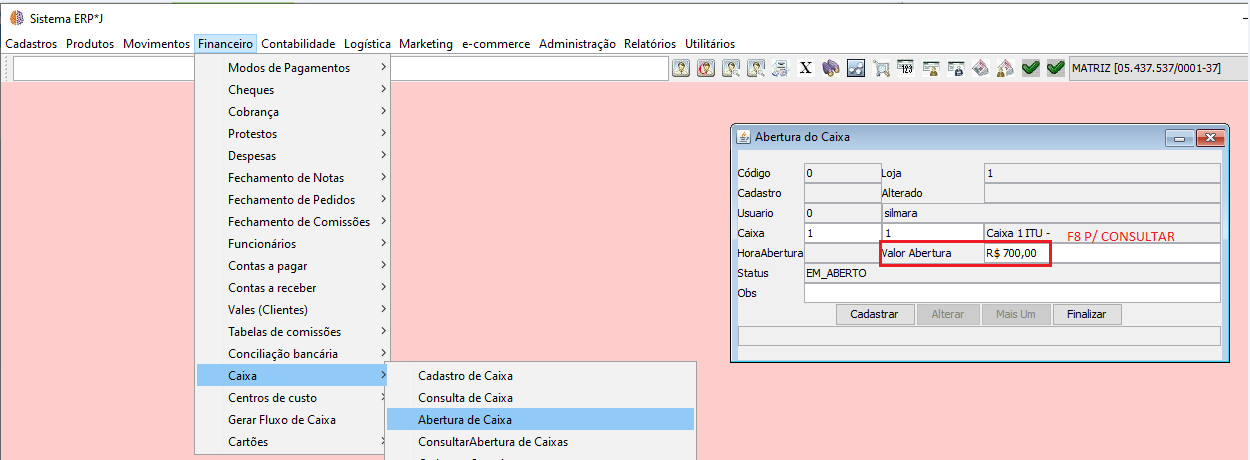 Sistema ERP*J
Cadastros Produtos Movimentos Financeiro Contabilidade Logística Marketing e-commerce Administração Relatórios Utilitários
X 123 MATRIZ [05.437.537/0001-37]
Modos de Pagamentos
Cheques
Cobrança
Protestos
Despesas
Fechamento de Notas
Fechamento de Pedidos
Fechamento de Comissões
Funcionários
Contas a pagar
Contas a receber
Vales (Clientes)
Tabelas de comissões
Conciliação bancária
Caixa
Centros de custo
Gerar Fluxo de Caixa
Cartões
Cadastro de Caixa
Consulta de Caixa
Abertura de Caixa
ConsultarAbertura de Caixas
Abertura do Caixa
Código 0 Loja 1
Cadastro Alterado
Usuario 0 silmara
Caixa 1 1 Caixa 1 ITU - F8 P/ CONSULTAR
HoraAbertura Valor Abertura R$ 700,00
Status EM_ABERTO
Obs
Cadastrar Alterar Mais Um Finalizar